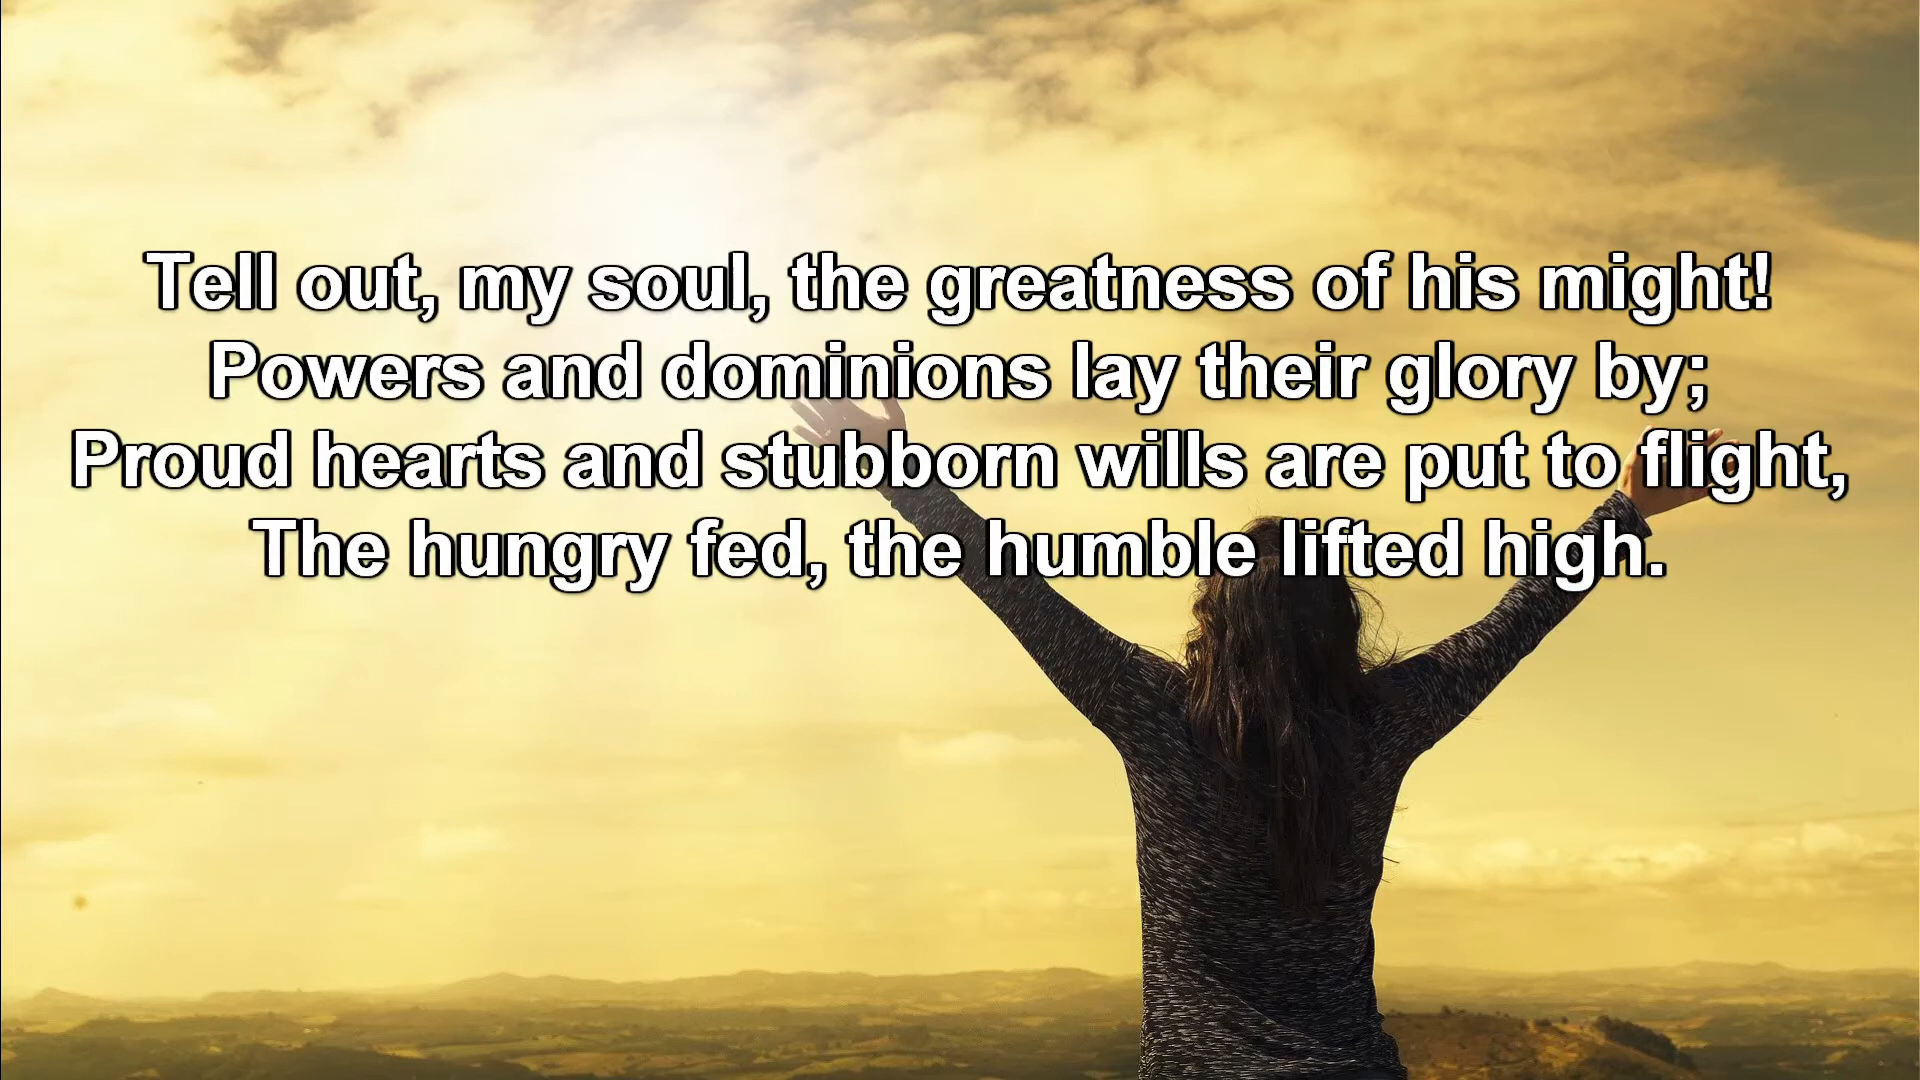 Tell out, my soul, the greatness of his might!
Powers and dominions lay their glory by;
Proud hearts and stubborn wills are put to flight,
The hungry fed, the humble lifted high.